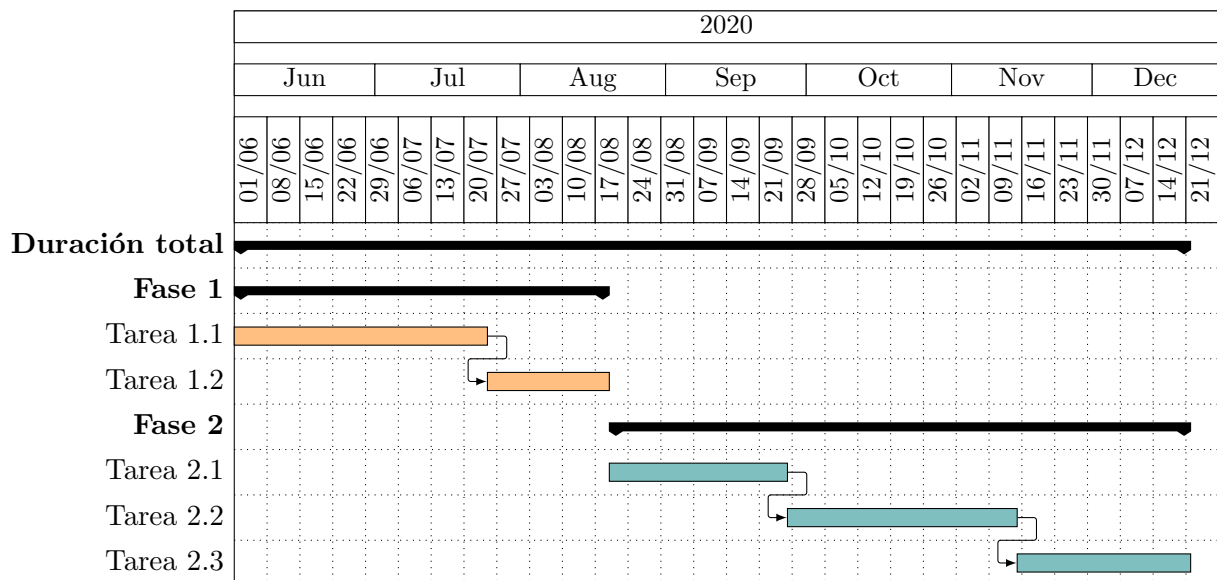 2020
Jun Jul Aug Sep Oct Nov Dec
01/06 08/06 15/06 22/06 29/06 06/07 13/07 20/07 27/07 03/08 10/08 17/08 24/08 31/08 07/09 14/09 21/09 28/09 05/10 12/10 19/10 26/10 02/11 09/11 16/11 23/11 30/11 07/12 14/12 21/12
Duración total
Fase 1
Tarea 1.1
Tarea 1.2
Fase 2
Tarea 2.1
Tarea 2.2
Tarea 2.3